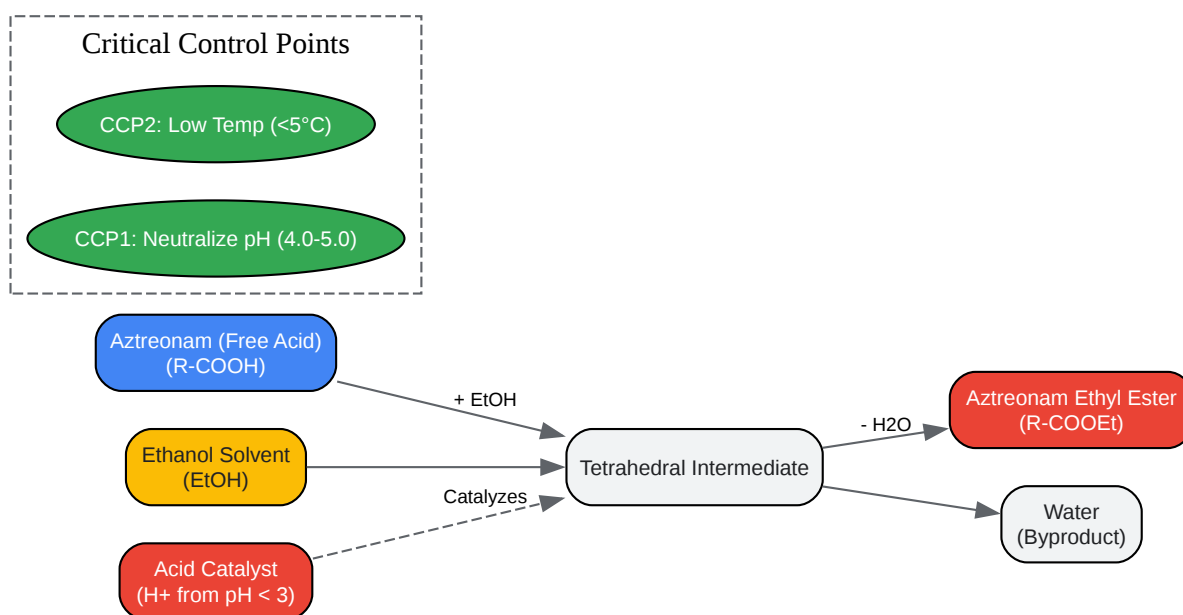 Critical Control Points
CCP2: Low Temp (<5°C)
CCP1: Neutralize pH (4.0-5.0)
Aztreonam (Free Acid)
(R-COOH)
+ EtOH
Ethanol Solvent
(EtOH)
Catalyzes
Acid Catalyst
(H+ from pH < 3)
Tetrahedral Intermediate
- H2O
Aztreonam Ethyl Ester
(R-COOEt)
Water
(Byproduct)